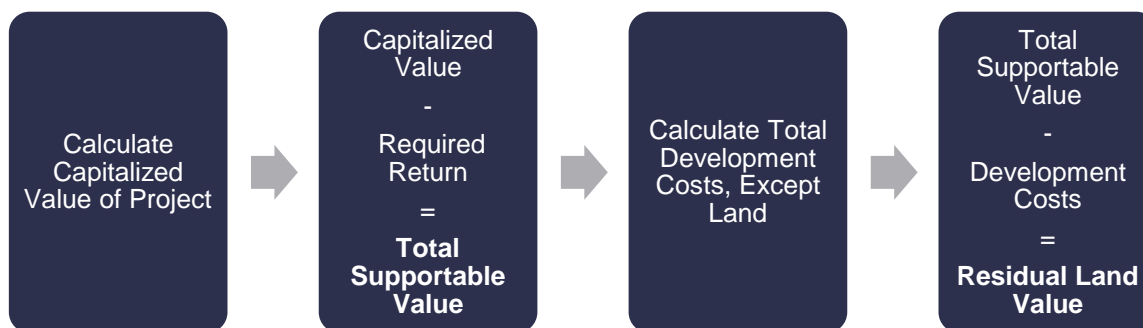 Calculate
Capitalized
Value of Project
Capitalized
Value
-
Required
Return
=
Total
Supportable
Value
Calculate Total
Development
Costs, Except
Land
Total
Supportable
Value
-
Development
Costs
=
Residual Land
Value